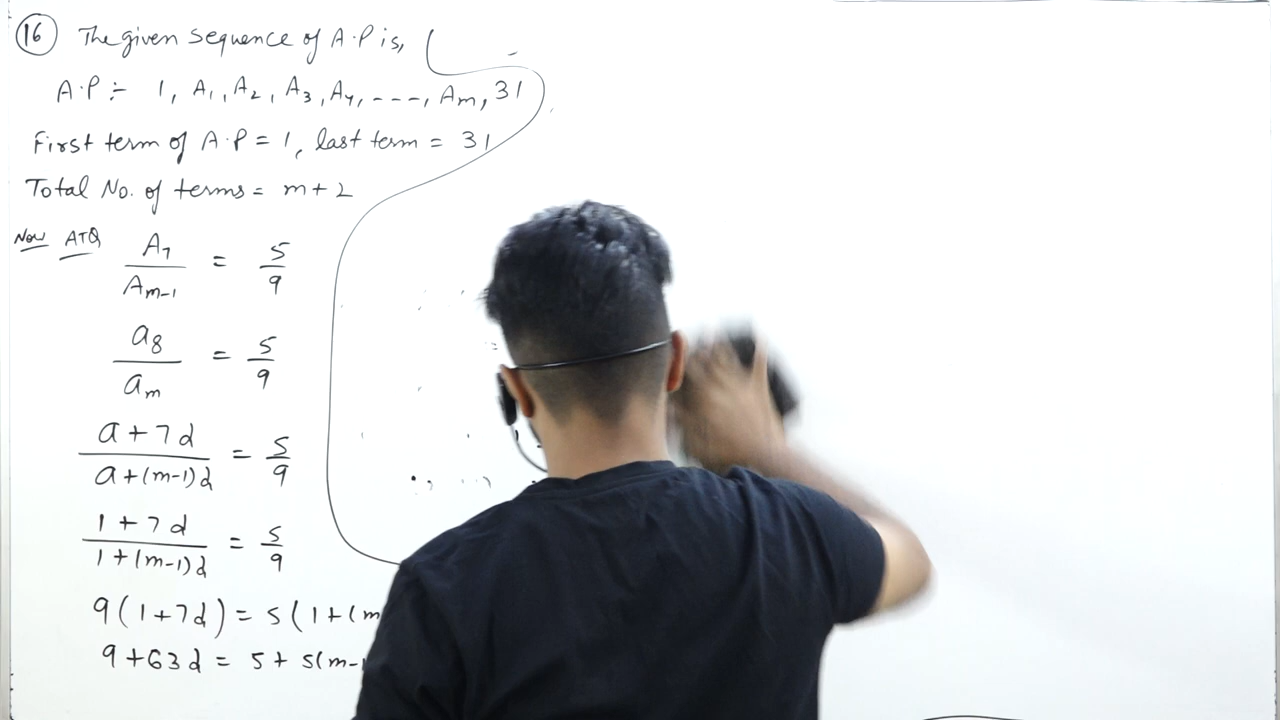 16 The given sequence of A.P is,
A.P ÷ 1, A1, A2, A3, A4, ----, Am, 31
First term of A.P = 1, last term = 31
Total No. of terms = m+2
Now ATQ A7/Am-1 = 5/9
a8/am = 5/9
a+7d/a+(m-1)d = 5/9
1+7d/1+(m-1)d = 5/9
9(1+7d) = 5(1+(m
9+63d = 5+5(m-1